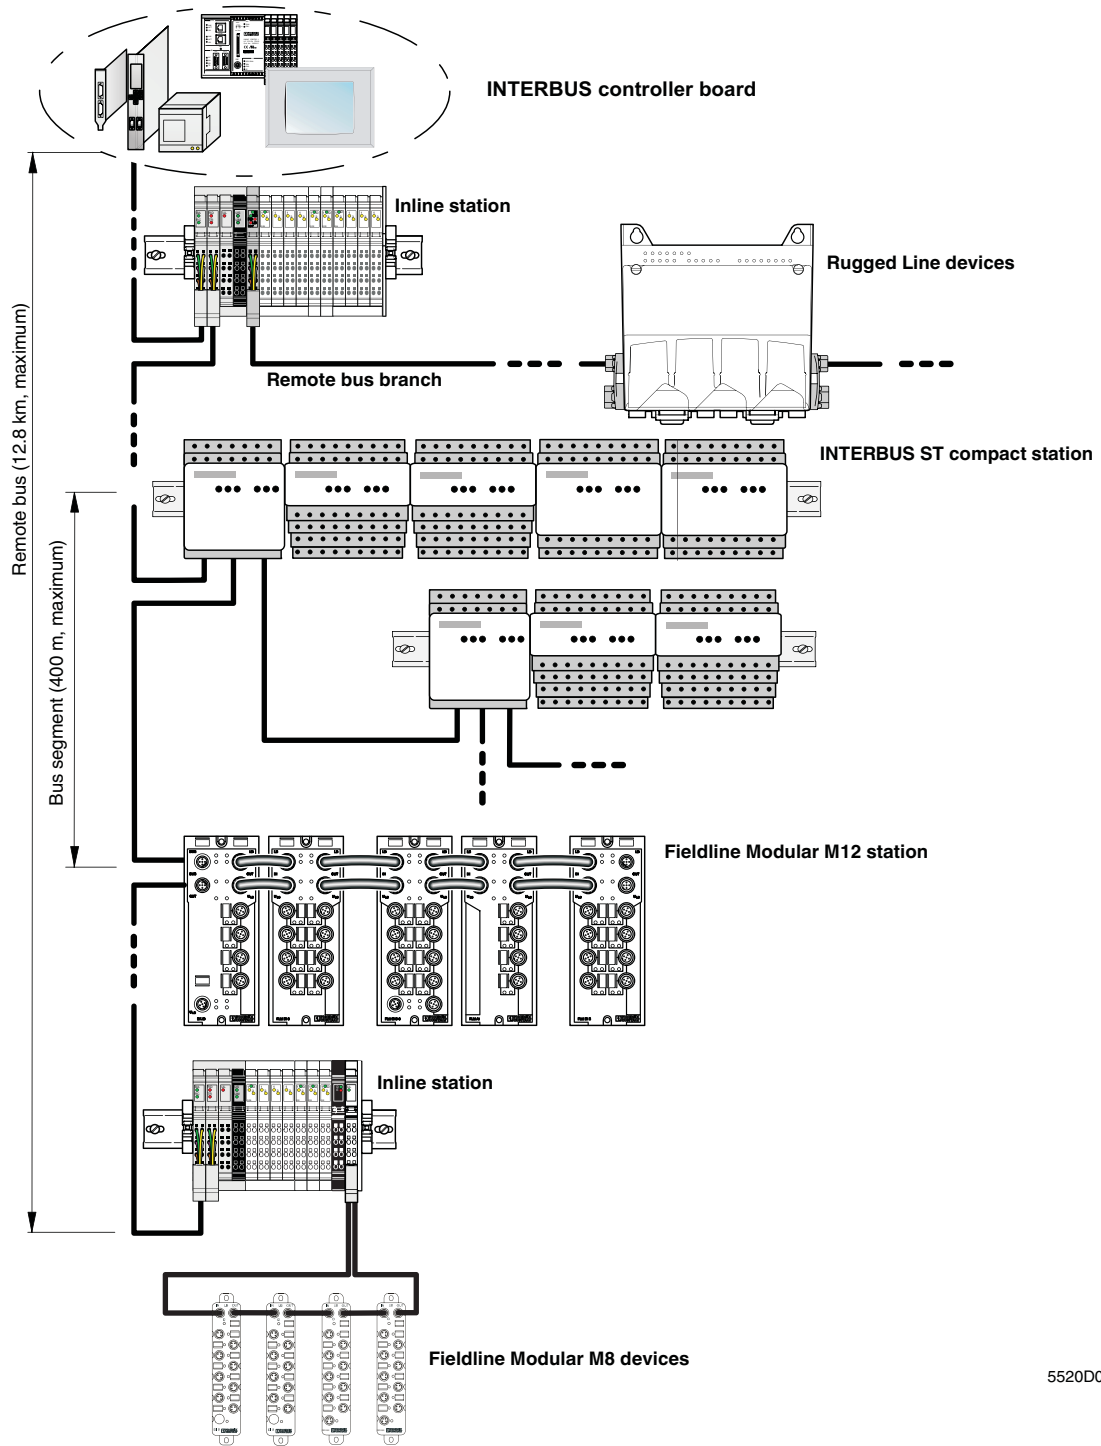 INTERBUS controller board
Inline station
Rugged Line devices
Remote bus branch
INTERBUS ST compact station
Remote bus (12.8 km, maximum)
Bus segment (400 m, maximum)
Fieldline Modular M12 station
Inline station
Fieldline Modular M8 devices
5520D0